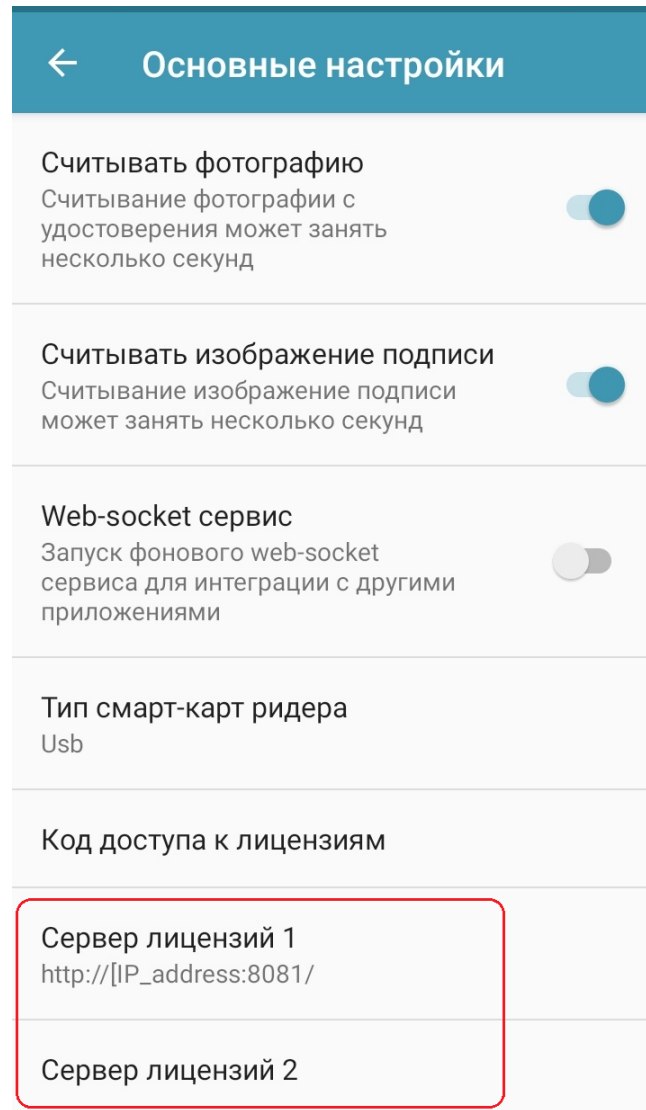 Основные настройки
Считывать фотографию
Считывание фотографии с
удостоверения может занять
несколько секунд
Считывать изображение подписи
Считывание изображение подписи
может занять несколько секунд
Web-socket сервис
Запуск фонового web-socket
сервиса для интеграции с другими
приложениями
Тип смарт-карт ридера
Usb
Код доступа к лицензиям
Сервер лицензий 1
http://[IP_address:8081/
Сервер лицензий 2